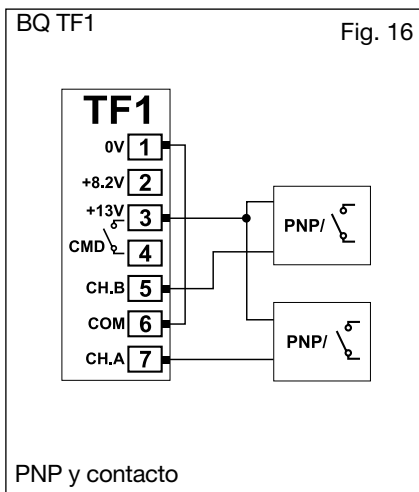 BQ TF1
Fig. 16
TF1
0V 1
+8.2V 2
+13V 3
CMD 4
CH.B 5
COM 6
CH.A 7
PNP/
PNP/
PNP y contacto